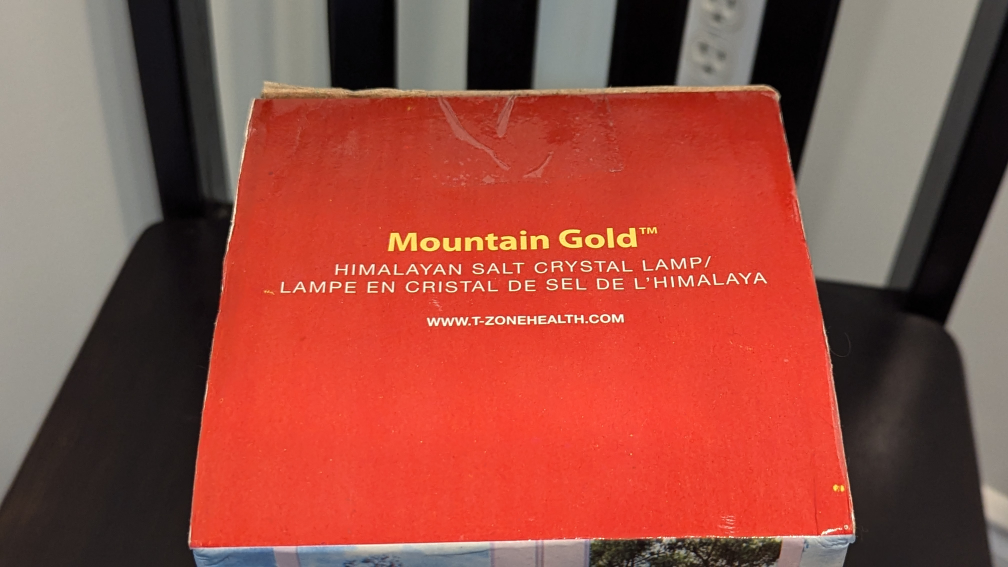 Mountain Gold™
HIMALAYAN SALT CRYSTAL LAMP/
LAMPE EN CRISTAL DE SEL DE L'HIMALAYA
WWW.T-ZONEHEALTH.COM